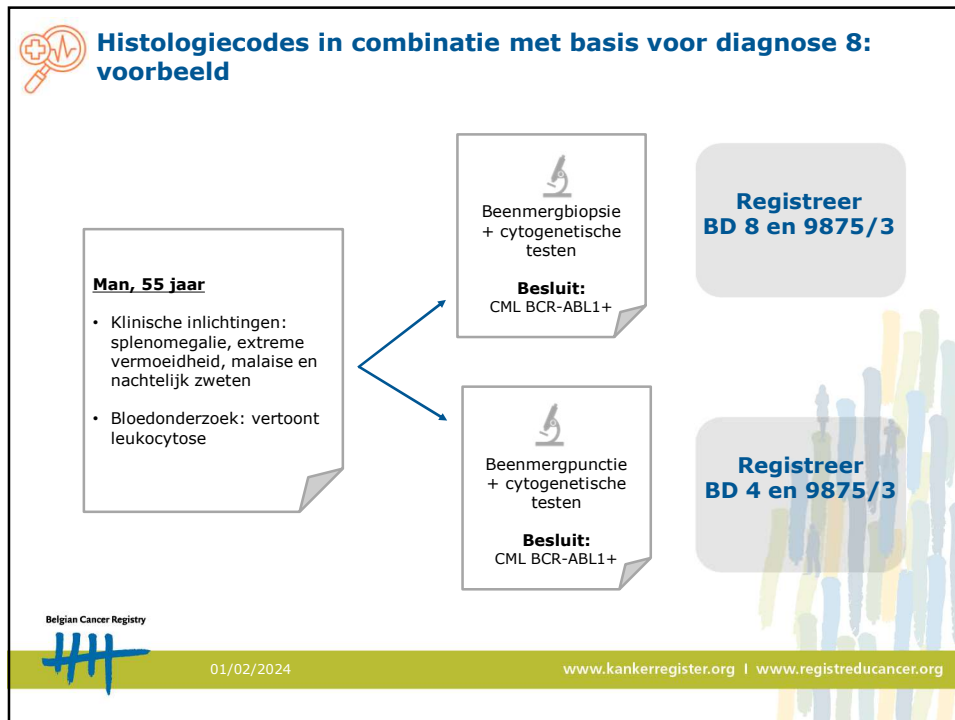 Histologiecodes in combinatie met basis voor diagnose 8:
voorbeeld
Man, 55 jaar
• Klinische inlichtingen:
splenomegalie, extreme
vermoeidheid, malaise en
nachtelijk zweten
• Bloedonderzoek: vertoont
leukocytose
Beenmergbiopsie
+ cytogenetische
testen
Besluit:
CML BCR-ABL1+
Registreer
BD 8 en 9875/3
Beenmergpunctie
+ cytogenetische
testen
Besluit:
CML BCR-ABL1+
Registreer
BD 4 en 9875/3
Belgian Cancer Registry
01/02/2024
www.kankerregister.org I www.registreducancer.org